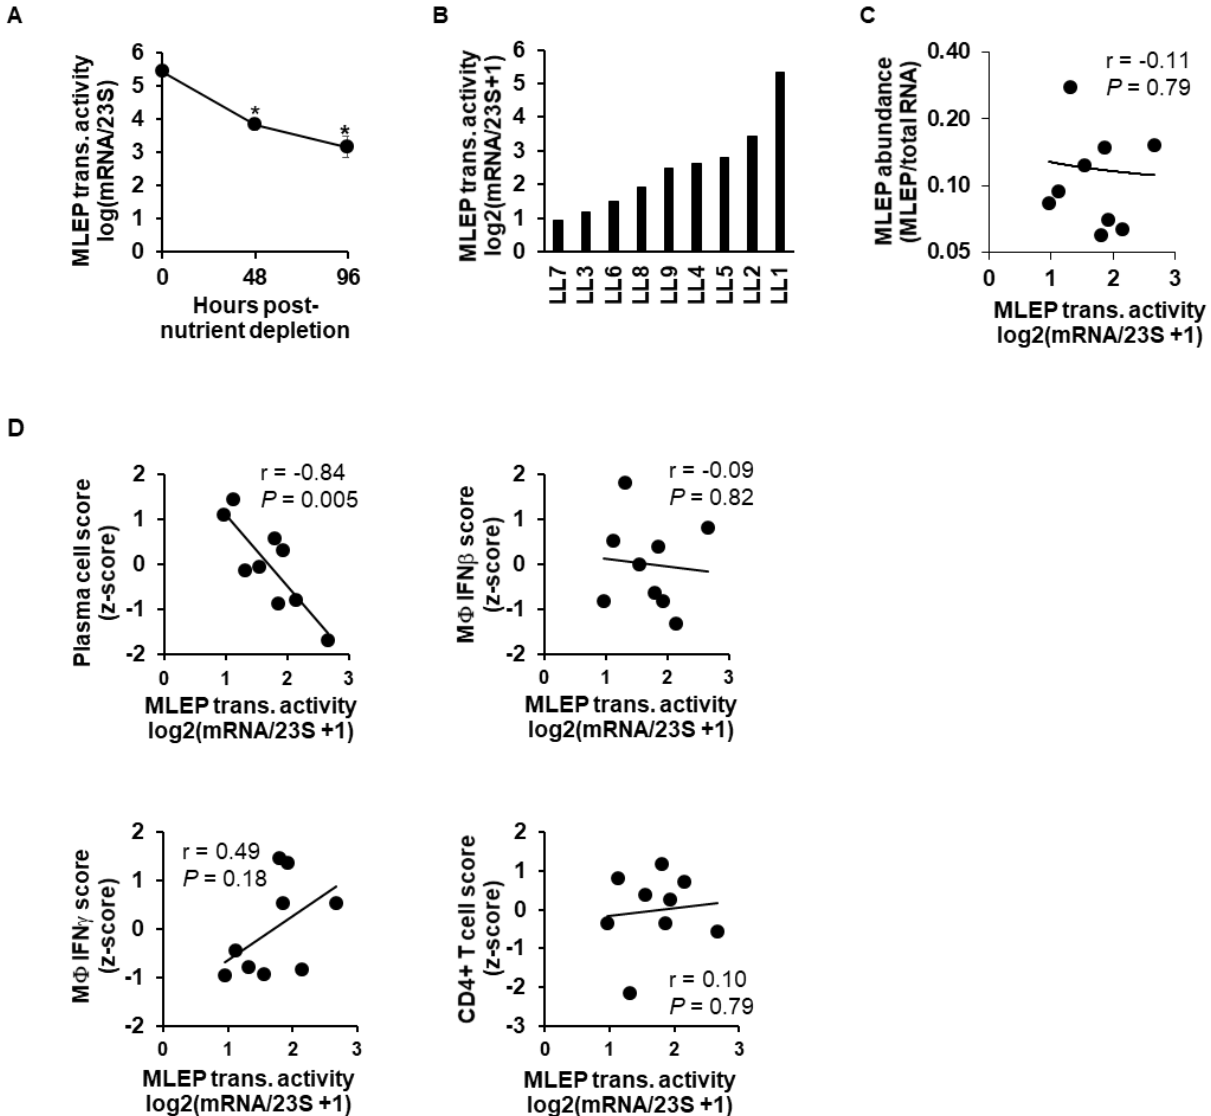 A
MLEP trans. activity
log(mRNA/23S)
6
5
4
3
2
1
0
*
*
0 48 96
Hours post-
nutrient depletion
B
MLEP trans. activity
log2(mRNA/23S+1)
6
5
4
3
2
1
0
LL7
LL3
LL6
LL8
LL9
LL4
LL5
LL2
LL1
C
MLEP abundance
(MLEP/total RNA)
0.40
0.20
0.10
0.05
r = -0.11
P = 0.79
0 1 2 3
MLEP trans. activity
log2(mRNA/23S +1)
D
Plasma cell score
(z-score)
2
1
0
-1
-2
r = -0.84
P = 0.005
0 1 2 3
MLEP trans. activity
log2(mRNA/23S +1)
MΦ IFNβ score
(z-score)
2
1
0
-1
-2
r = -0.09
P = 0.82
0 1 2 3
MLEP trans. activity
log2(mRNA/23S +1)
MΦ IFNγ score
(z-score)
2
1
0
-1
-2
r = 0.49
P = 0.18
0 1 2 3
MLEP trans. activity
log2(mRNA/23S +1)
CD4+ T cell score
(z-score)
2
1
0
-1
-2
-3
r = 0.10
P = 0.79
0 1 2 3
MLEP trans. activity
log2(mRNA/23S +1)